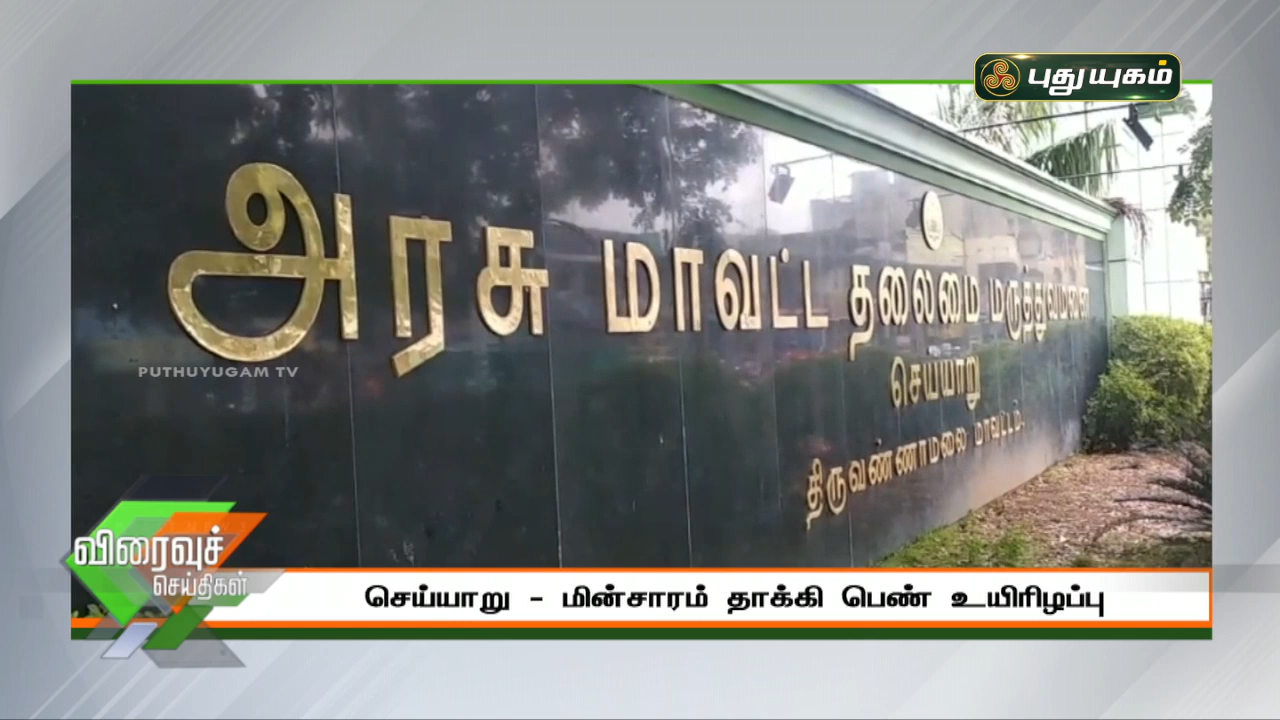 புதுயுகம்
அரசு மாவட்ட தலைமை மருத்துவமனை
செய்யாறு
திருவண்ணாமலை மாவட்டம்.
PUTHUYUGAM TV
விரைவுச்
செய்திகள்
செய்யாறு - மின்சாரம் தாக்கி பெண் உயிரிழப்பு